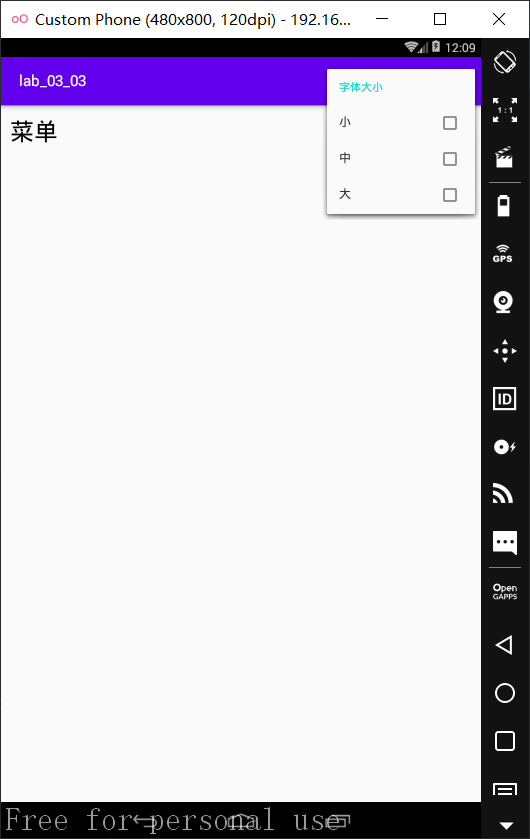 Custom Phone (480x800, 120dpi) - 192.16...
12:09
lab_03_03
字体大小
小
中
大
菜单
1:1
GPS
ID
Open
GAPPS
Free for personal use